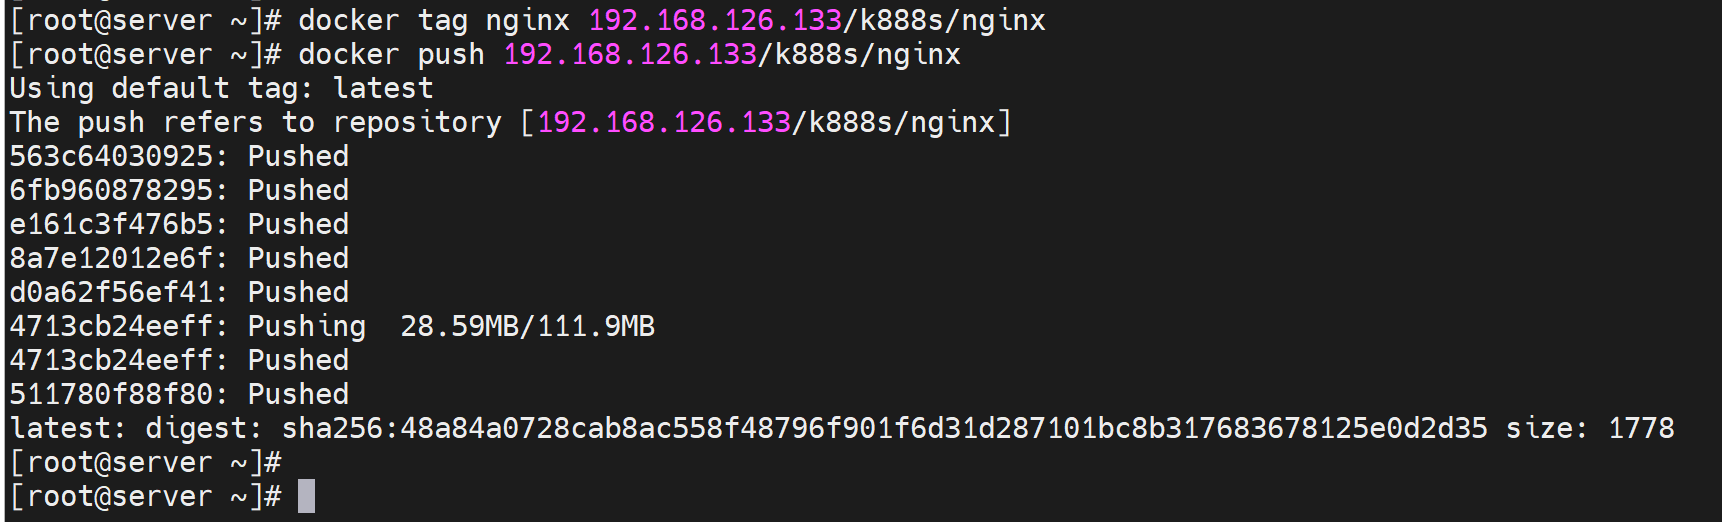 [root@server ~]# docker tag nginx 192.168.126.133/k888s/nginx
[root@server ~]# docker push 192.168.126.133/k888s/nginx
Using default tag: latest
The push refers to repository [192.168.126.133/k888s/nginx]
563c64030925: Pushed
6fb960878295: Pushed
e161c3f476b5: Pushed
8a7e12012e6f: Pushed
d0a62f56ef41: Pushed
4713cb24eeff: Pushing  28.59MB/111.9MB
4713cb24eeff: Pushed
511780f88f80: Pushed
latest: digest: sha256:48a84a0728cab8ac558f48796f901f6d31d287101bc8b317683678125e0d2d35 size: 1778
[root@server ~]#
[root@server ~]#